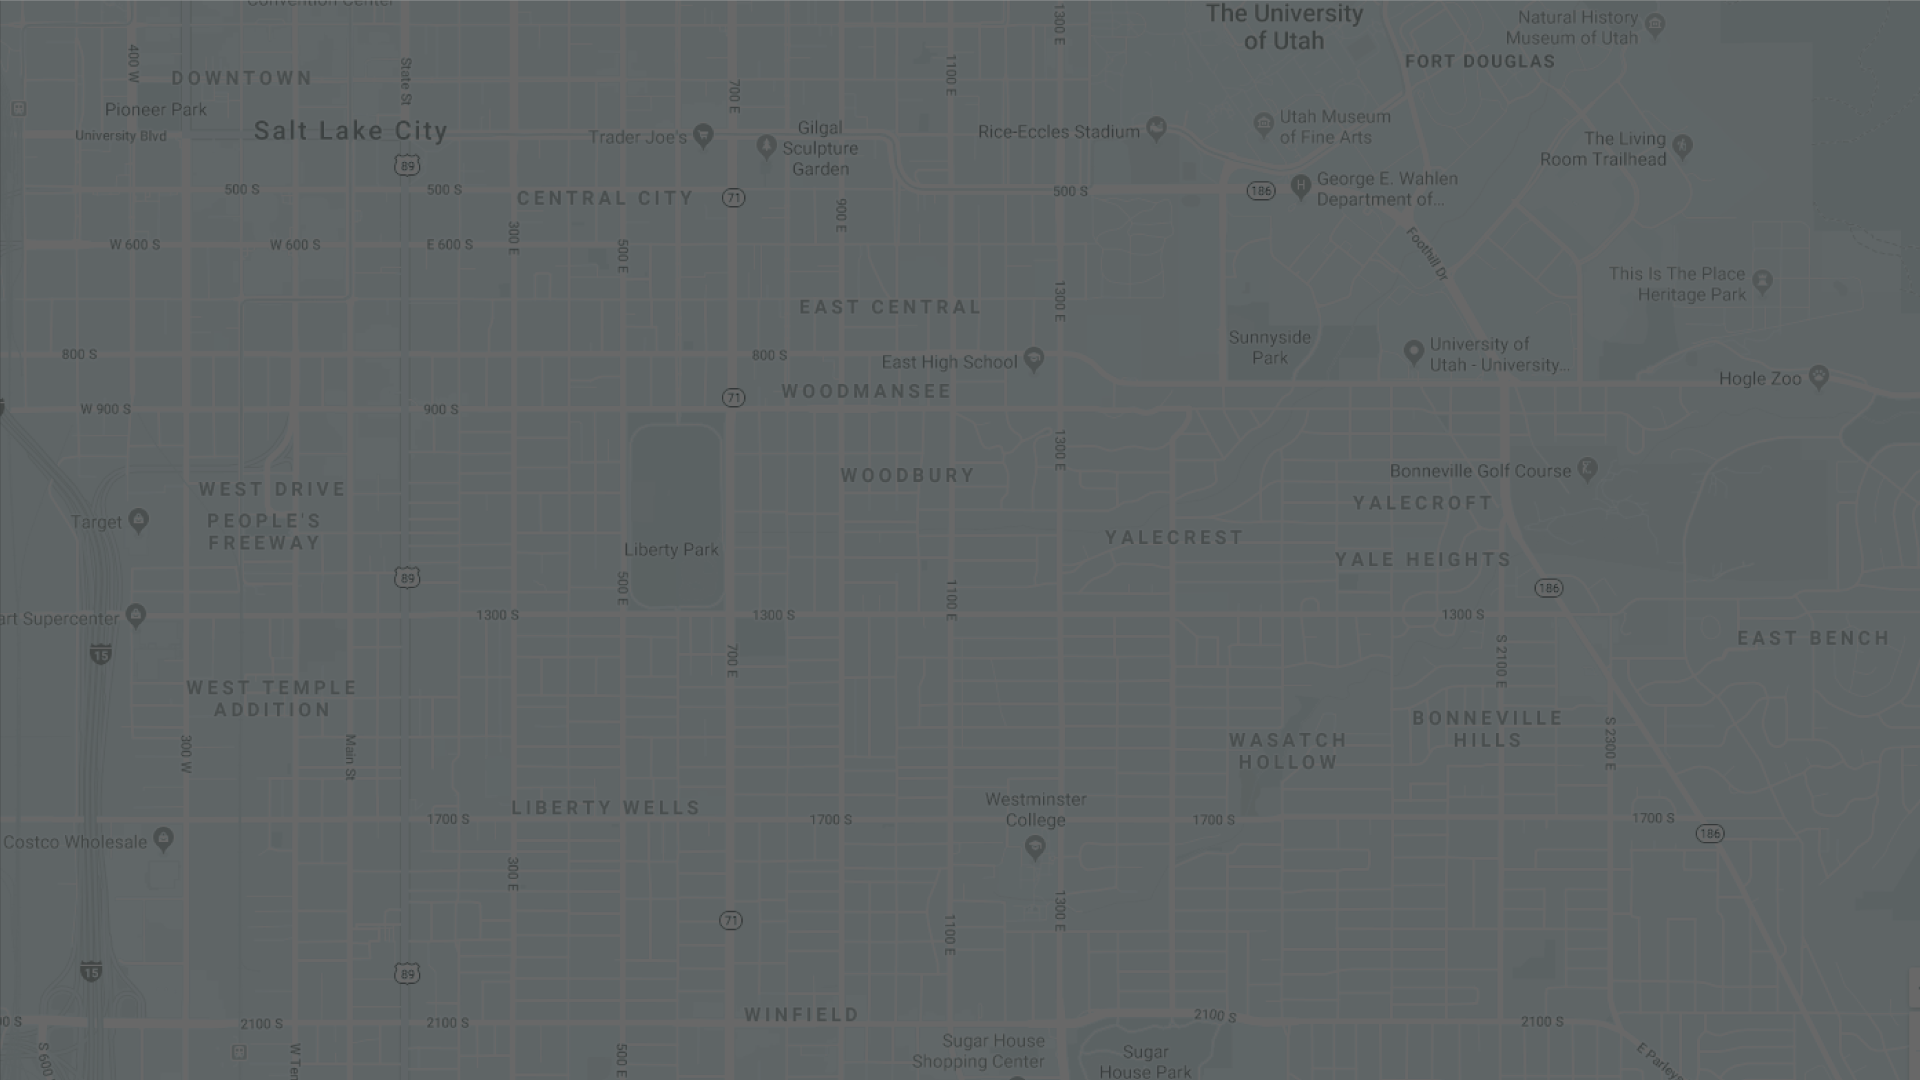 Convention Center
The University
of Utah
Natural History
Museum of Utah
FORT DOUGLAS
1300 E
400 W
State St
DOWNTOWN
700 E
1100 E
Pioneer Park
University Blvd
Salt Lake City
89
Trader Joe's
Gilgal
Sculpture
Garden
Rice-Eccles Stadium
Utah Museum
of Fine Arts
The Living
Room Trailhead
500 S
500 S
CENTRAL CITY
71
900 E
500 S
186
H
George E. Wahlen
Department of...
W 600 S
W 600 S
E 600 S
300 E
500 E
Foothill Dr
This Is The Place
Heritage Park
EAST CENTRAL
1300 E
800 S
800 S
East High School
Sunnyside
Park
University of
Utah - University...
Hogle Zoo
WOODMANSEE
71
W 900 S
900 S
1300 E
WOODBURY
Bonneville Golf Course
WEST DRIVE
YALECROFT
Target
PEOPLE'S
FREEWAY
YALECREST
Liberty Park
YALE HEIGHTS
89
500 E
1100 E
186
art Supercenter
1300 S
1300 S
1300 S
15
700 E
S 2100 E
EAST BENCH
WEST TEMPLE
ADDITION
BONNEVILLE
HILLS
300 W
Main St
WASATCH
HOLLOW
S 2300 E
LIBERTY WELLS
Westminster
College
1700 S
1700 S
1700 S
1700 S
186
Costco Wholesale
300 E
71
1100 E
1300 E
15
89
WINFIELD
0 S
2100 S
2100 S
2100 S
2100 S
S 600
W Ten
500 E
Sugar House
Shopping Center
Sugar
House Park
E Parleys